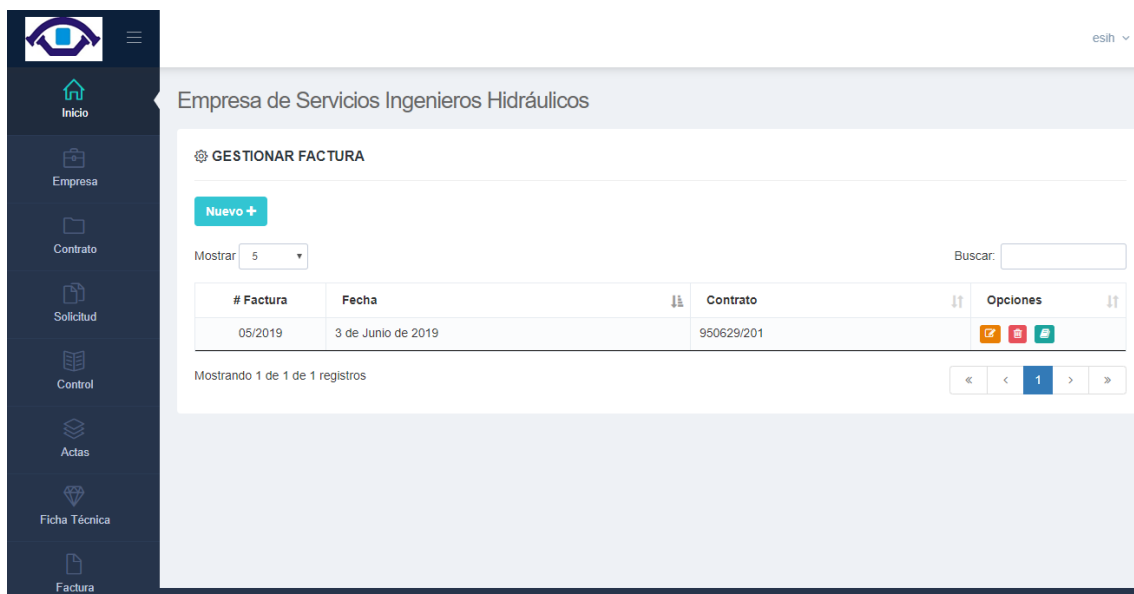 esih
Inicio
Empresa
Contrato
Solicitud
Control
Actas
Ficha Técnica
Factura
Empresa de Servicios Ingenieros Hidráulicos
GESTIONAR FACTURA
Nuevo +
Mostrar 5 Buscar:
# Factura Fecha Contrato Opciones
05/2019 3 de Junio de 2019 950629/201
Mostrando 1 de 1 de 1 registros
« < 1 > »